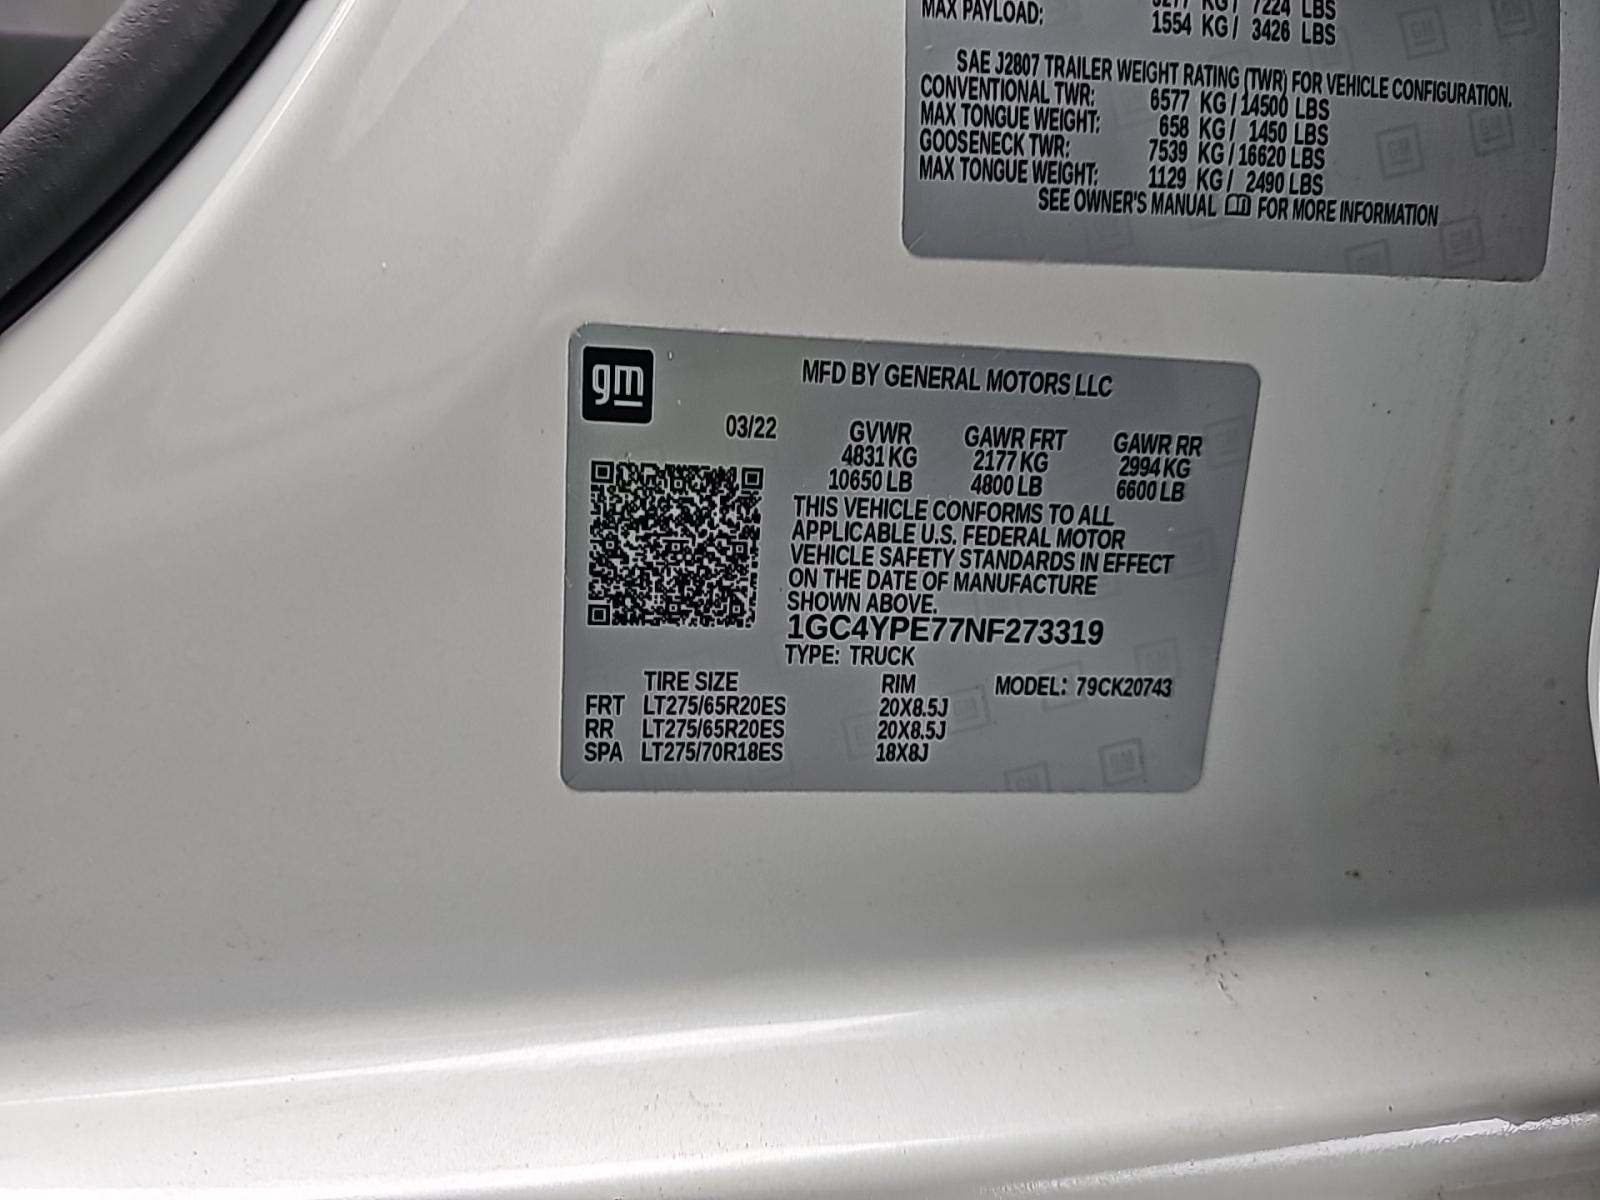 3277 KG / 7224 LBS
MAX PAYLOAD: 1554 KG / 3426 LBS
SAE J2807 TRAILER WEIGHT RATING (TWR) FOR VEHICLE CONFIGURATION.
CONVENTIONAL TWR: 6577 KG / 14500 LBS
MAX TONGUE WEIGHT: 658 KG / 1450 LBS
GOOSENECK TWR: 7539 KG / 16620 LBS
MAX TONGUE WEIGHT: 1129 KG / 2490 LBS
SEE OWNER'S MANUAL FOR MORE INFORMATION
gm
MFD BY GENERAL MOTORS LLC
03/22
GVWR GAWR FRT GAWR RR
4831 KG 2177 KG 2994 KG
10650 LB 4800 LB 6600 LB
THIS VEHICLE CONFORMS TO ALL
APPLICABLE U.S. FEDERAL MOTOR
VEHICLE SAFETY STANDARDS IN EFFECT
ON THE DATE OF MANUFACTURE
SHOWN ABOVE.
1GC4YPE77NF273319
TYPE: TRUCK
TIRE SIZE RIM MODEL: 79CK20743
FRT LT275/65R20ES 20X8.5J
RR LT275/65R20ES 20X8.5J
SPA LT275/70R18ES 18X8J